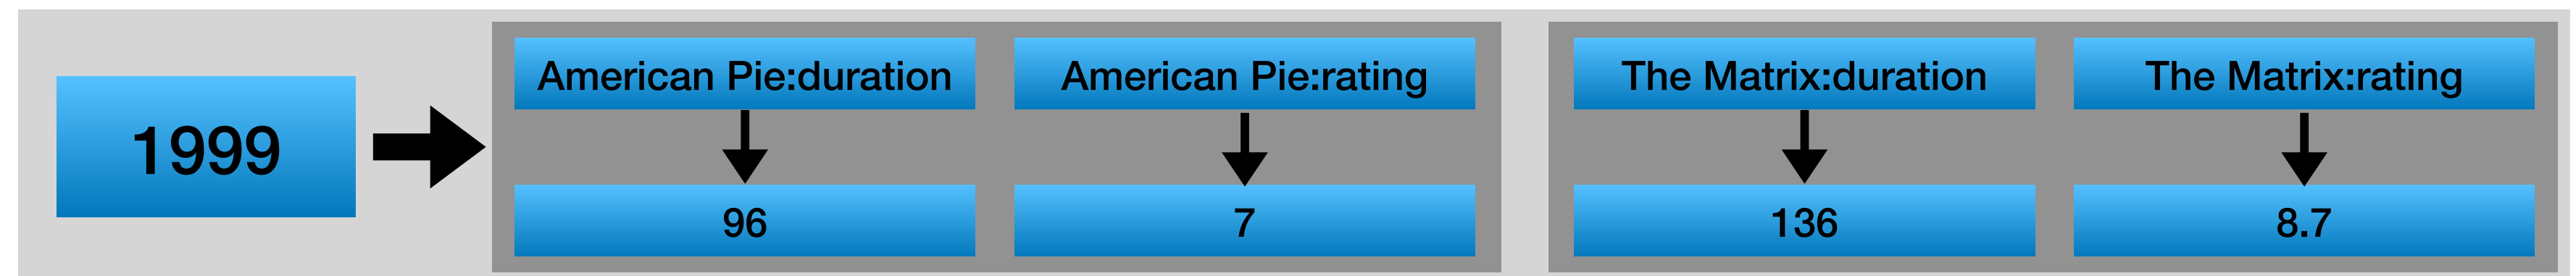 1999
American Pie:duration
96
American Pie:rating
7
The Matrix:duration
136
The Matrix:rating
8.7